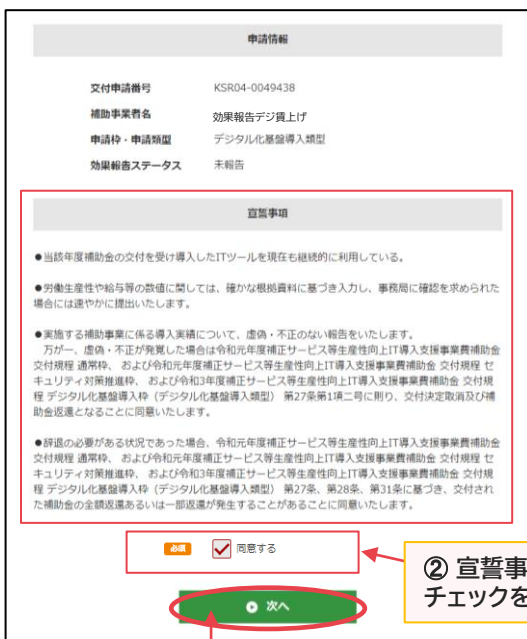 申請情報
交付申請番号 KSR04-0049438
補助事業者名 効果報告デジ賃上げ
申請枠・申請類型 デジタル化基盤導入類型
効果報告ステータス 未報告
宣誓事項
●当該年度補助金の交付を受け導入したITツールを現在も継続的に利用している。
●労働生産性や給与等の数値に関しては、確かな根拠資料に基づき入力し、事務局に確認を求められた
場合には速やかに提出いたします。
●実施する補助事業に係る導入実績について、虚偽・不正のない報告をいたします。
万が一、虚偽・不正が発覚した場合は令和元年度補正サービス等生産性向上IT導入支援事業費補助金
交付規程 通常枠、および令和元年度補正サービス等生産性向上IT導入支援事業費補助金 交付規程 セ
キュリティ対策推進枠、および令和3年度補正サービス等生産性向上IT導入支援事業費補助金 交付規
程 デジタル化基盤導入枠（デジタル化基盤導入類型） 第27条第1項二号に則り、交付決定取消及び補
助金返還となることに同意いたします。
●辞退の必要がある状況であった場合、令和元年度補正サービス等生産性向上IT導入支援事業費補助金
交付規程 通常枠、および令和元年度補正サービス等生産性向上IT導入支援事業費補助金 交付規程 セ
キュリティ対策推進枠、および令和3年度補正サービス等生産性向上IT導入支援事業費補助金 交付規
程 デジタル化基盤導入枠（デジタル化基盤導入類型） 第27条、第28条、第31条に基づき、交付され
た補助金の全額返還あるいは一部返還が発生することがあることに同意いたします。
必須 同意する
② 宣誓事
チェックを
次へ